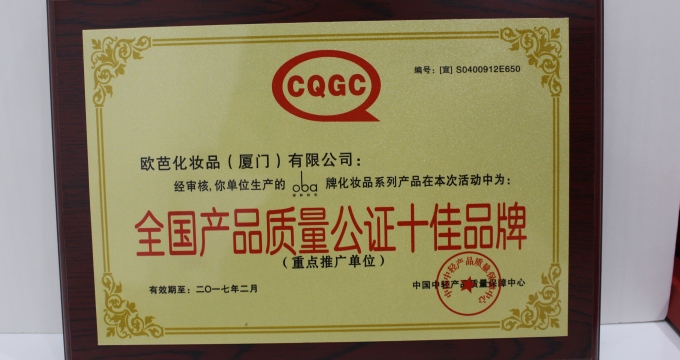 CQGC
编号：[宣] S0400912E650
欧芭化妆品（厦门）有限公司：
经审核,你单位生产的 oba 牌化妆品系列产品在本次活动中为：
全国产品质量公证十佳品牌
（重点推广单位）
有效期至：二〇一七年二月
中国中轻产品质量保障中心